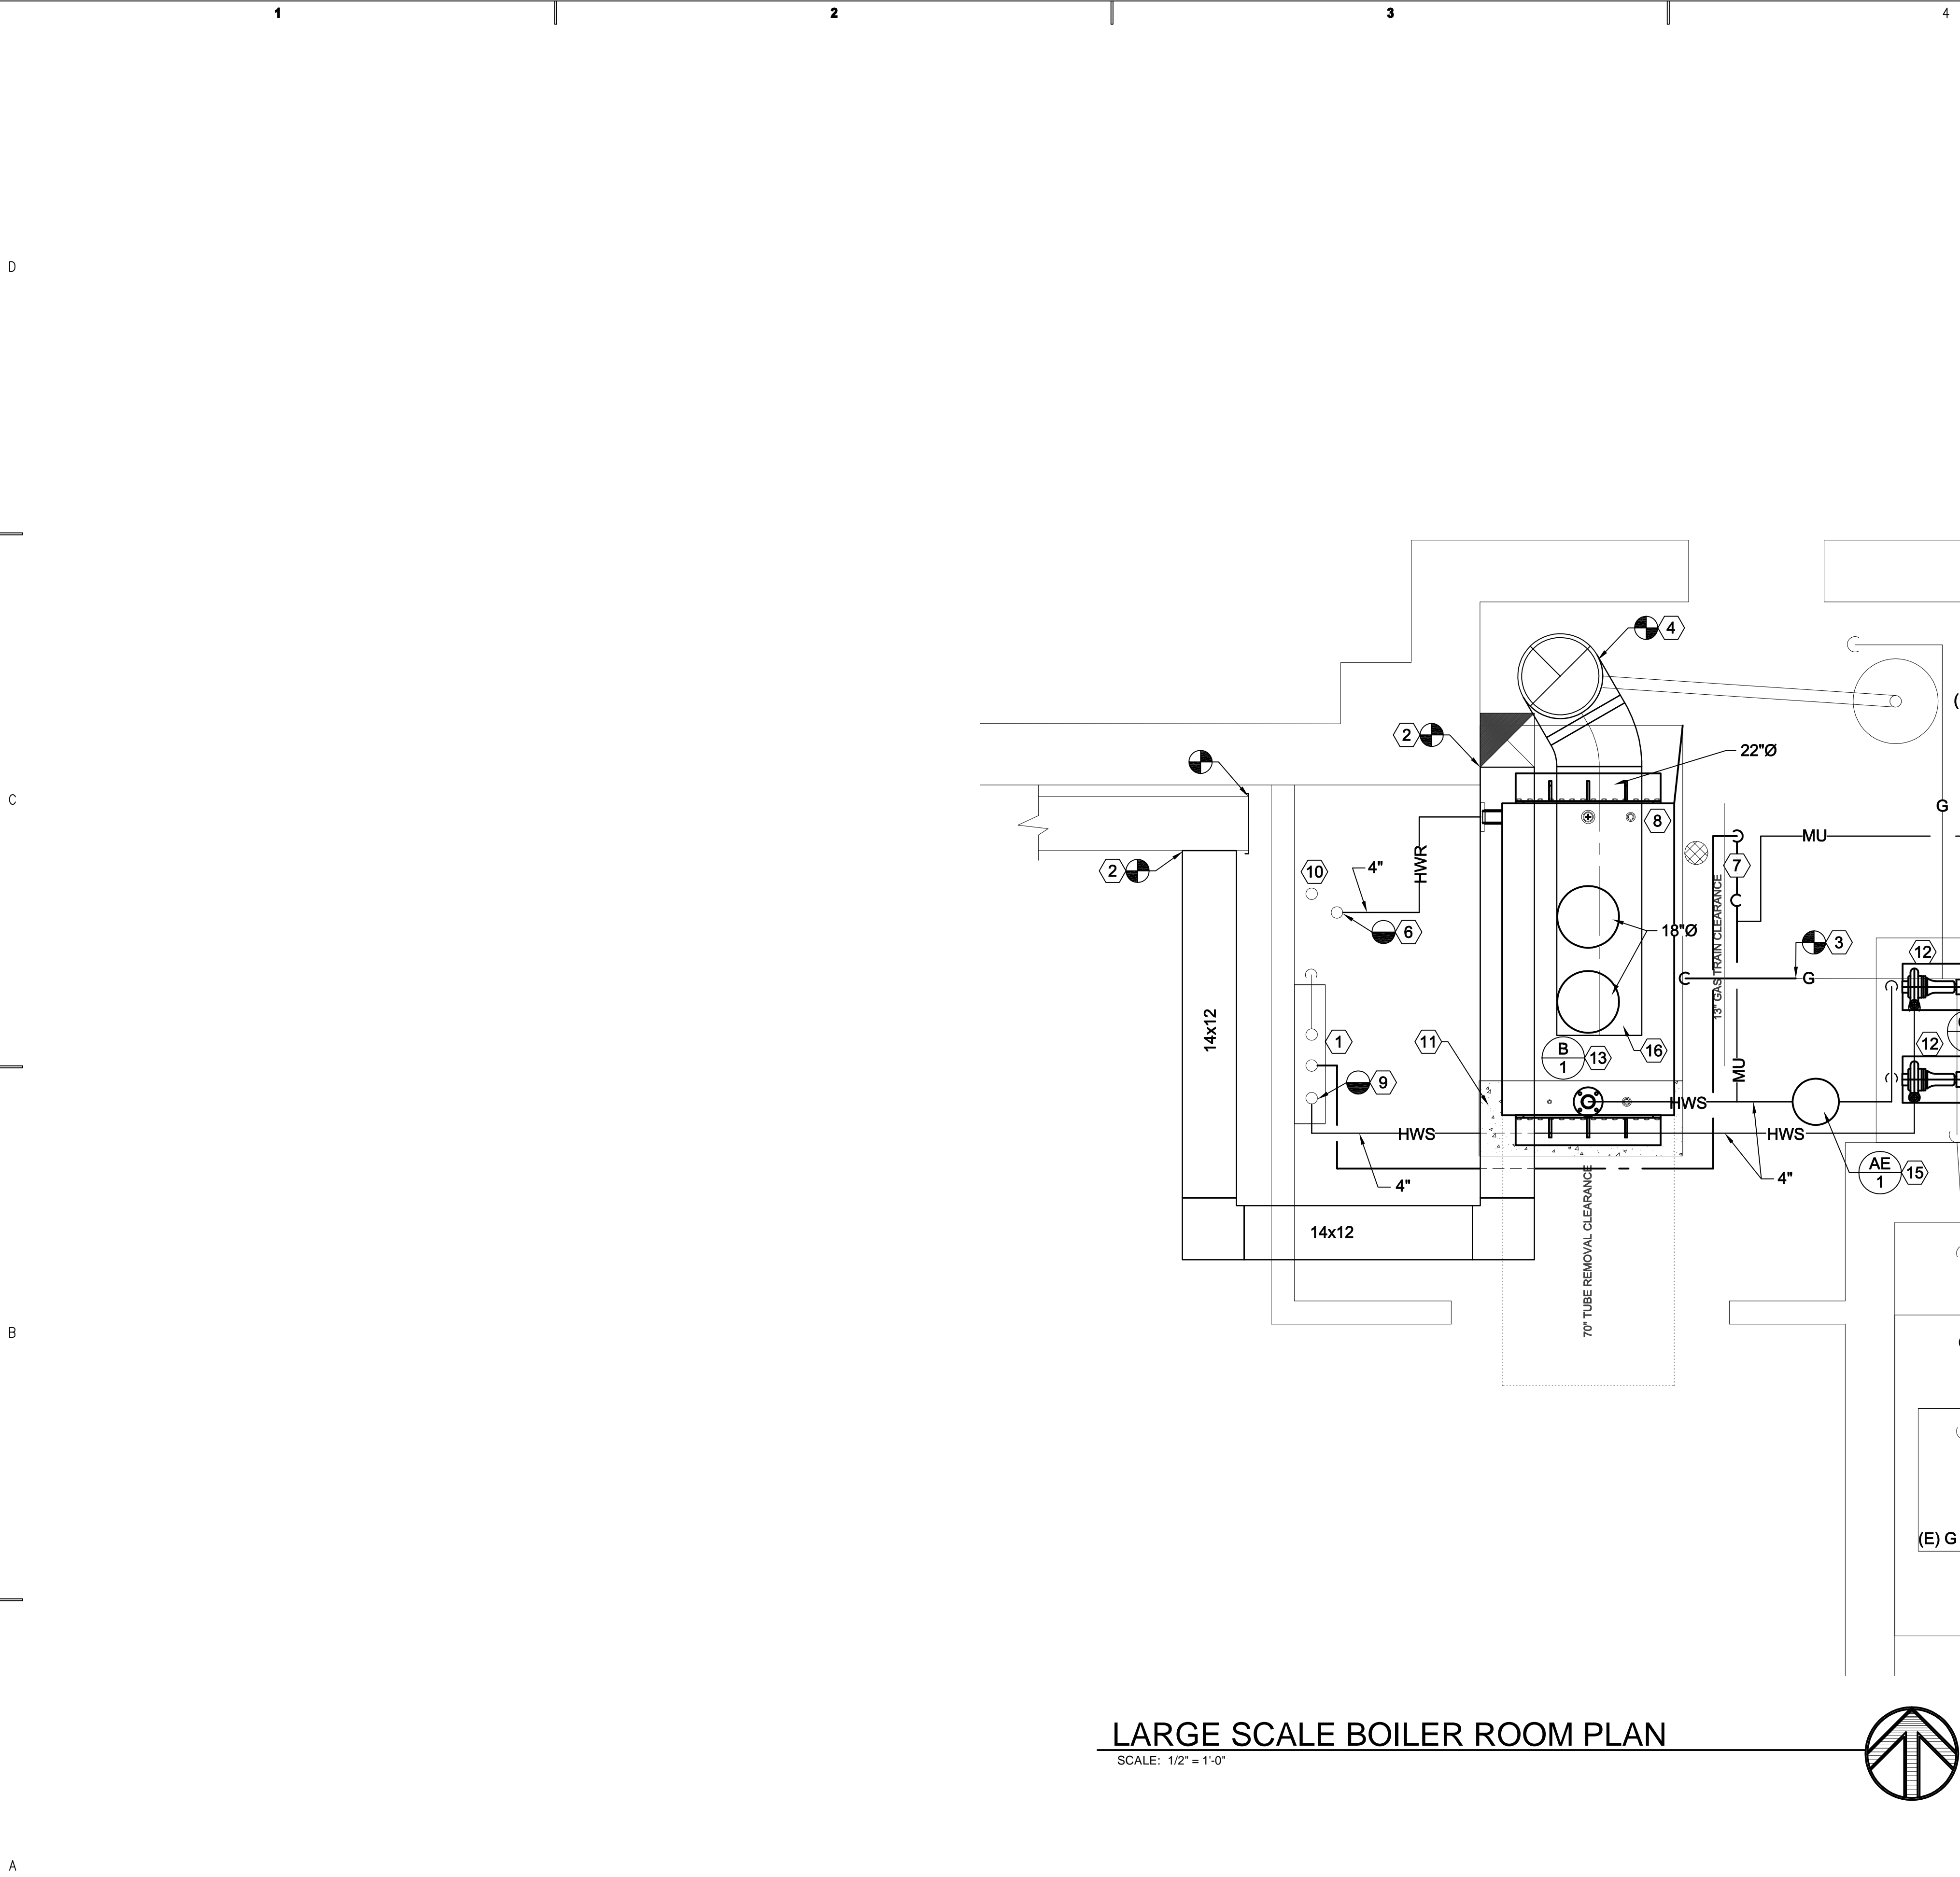 1
2
3
4
D
4
(
2
22"Ø
G
8
MU
2
10
4"
HWR
7
6
18"Ø
13" GAS TRAIN CLEARANCE
3
12
G
14x12
1
11
B
1
13
16
12
9
MU
HWS
HWS
HWS
AE
1
15
4"
4"
70" TUBE REMOVAL CLEARANCE
14x12
C
B
(E) G
LARGE SCALE BOILER ROOM PLAN
SCALE: 1/2" = 1'-0"
A